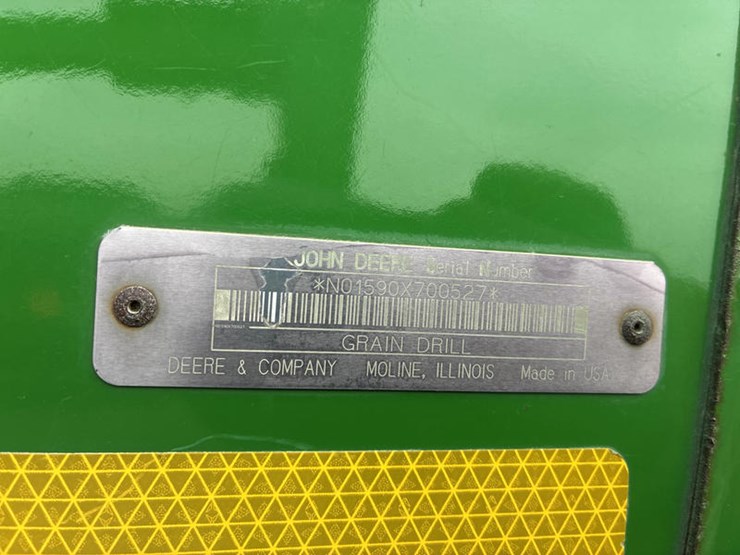 JOHN DEERE Serial Number
*N01590X700527*
GRAIN DRILL
DEERE & COMPANY MOLINE, ILLINOIS Made in USA